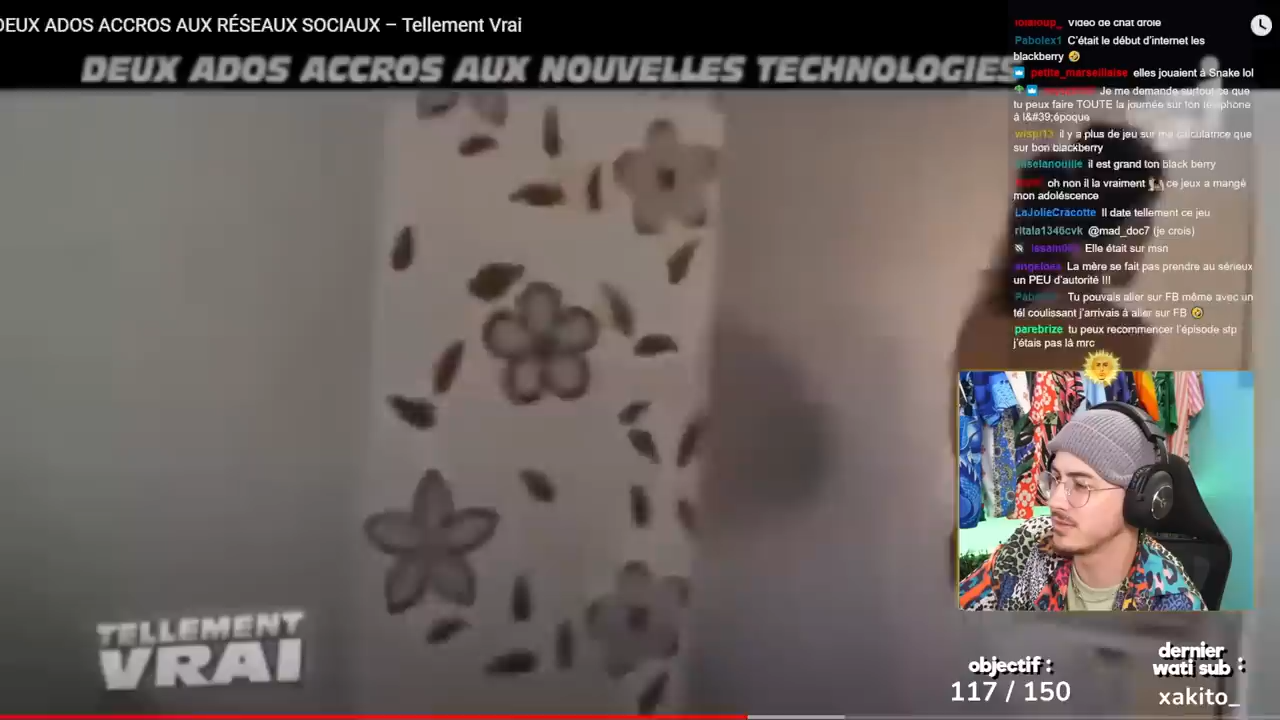 DEUX ADOS ACCROS AUX RÉSEAUX SOCIAUX – Tellement Vrai
DEUX ADOS ACCROS AUX NOUVELLES TECHNOLOGIES
Vidéo de chat drole
Pabolex1 C'était le début d'internet les
blackberry 🤣
petite_marseillaise elles jouaient à Snake lol
Je me demande surtout ce que
tu peux faire TOUTE la journée sur ton téléphone
à l&#39;époque
il y a plus de jeu sur ma calculatrice que
sur bon blackberry
il est grand ton black berry
oh non il la vraiment ce jeux a mangé
mon adoléscence
LaJolieCracotte Il date tellement ce jeu
ritala1346cvk @mad_doc7 (je crois)
Elle était sur msn
La mère se fait pas prendre au sérieux
un PEU d'autorité !!!
Tu pouvais aller sur FB même avec un
tél coulissant j'arrivais à aller sur FB 🤣
parebrize tu peux recommencer l'épisode stp
j'étais pas là mrc
TELLEMENT
VRAI
objectif :
117 / 150
dernier
wati sub :
xakito_